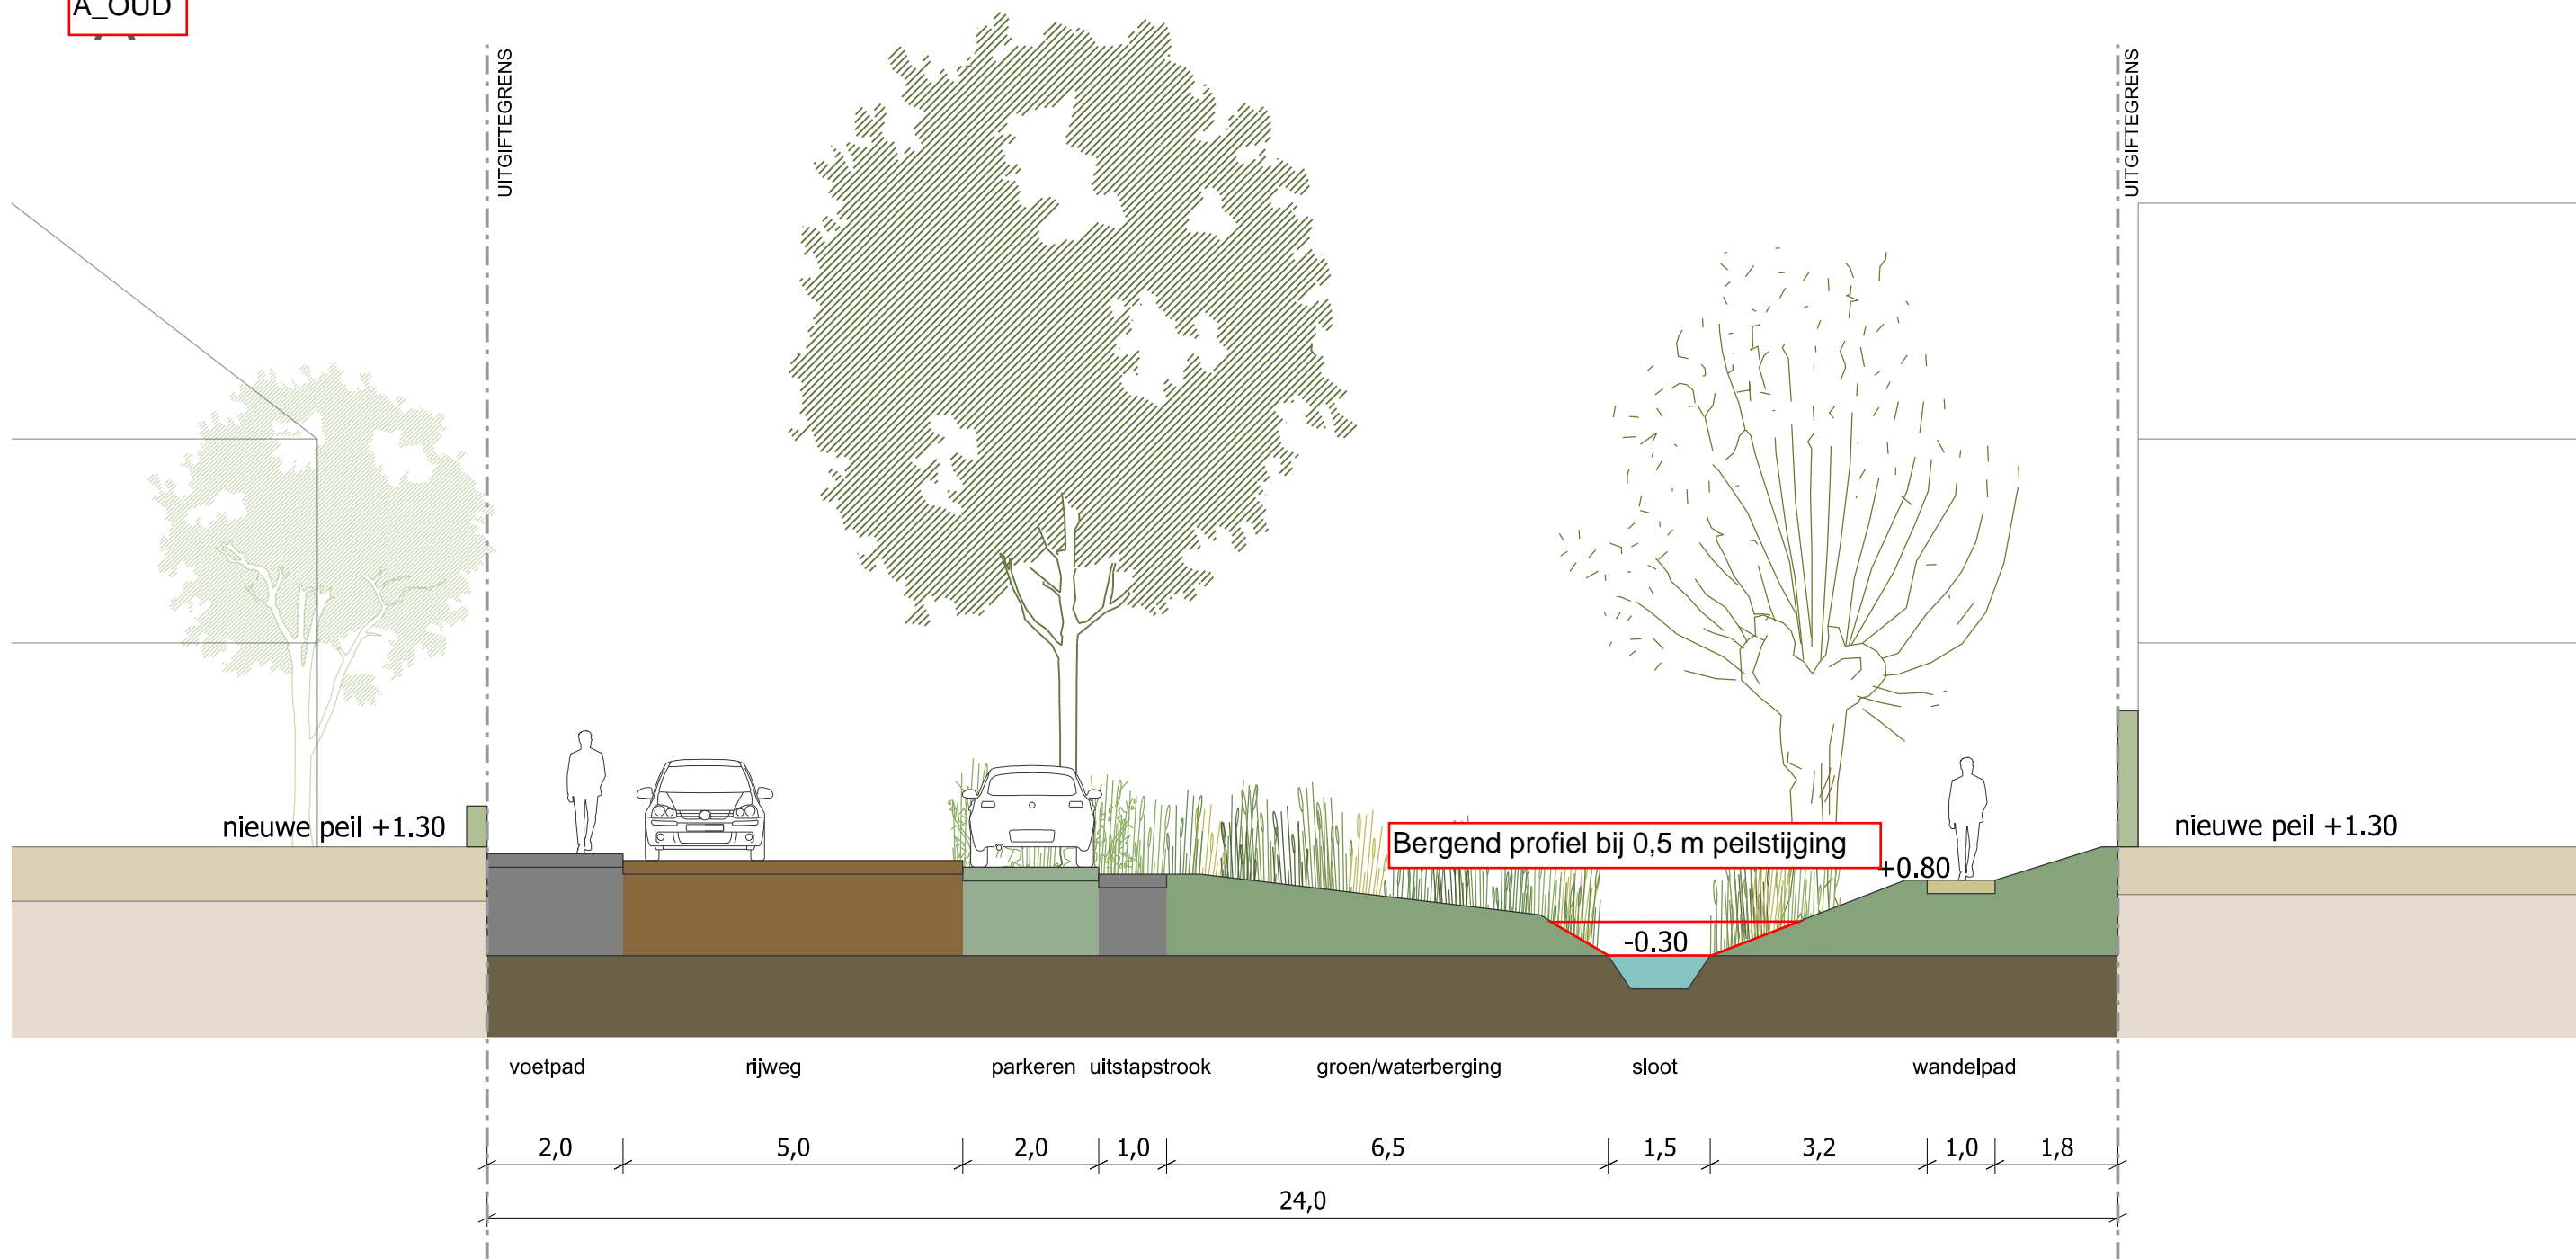 A_OUD
UITGIFTEGRENS
UITGIFTEGRENS
nieuwe peil +1.30
Bergend profiel bij 0,5 m peilstijging
+0.80
nieuwe peil +1.30
-0.30
voetpad
rijweg
parkeren
uitstapstrook
groen/waterberging
sloot
wandelpad
2,0
5,0
2,0
1,0
6,5
1,5
3,2
1,0
1,8
24,0